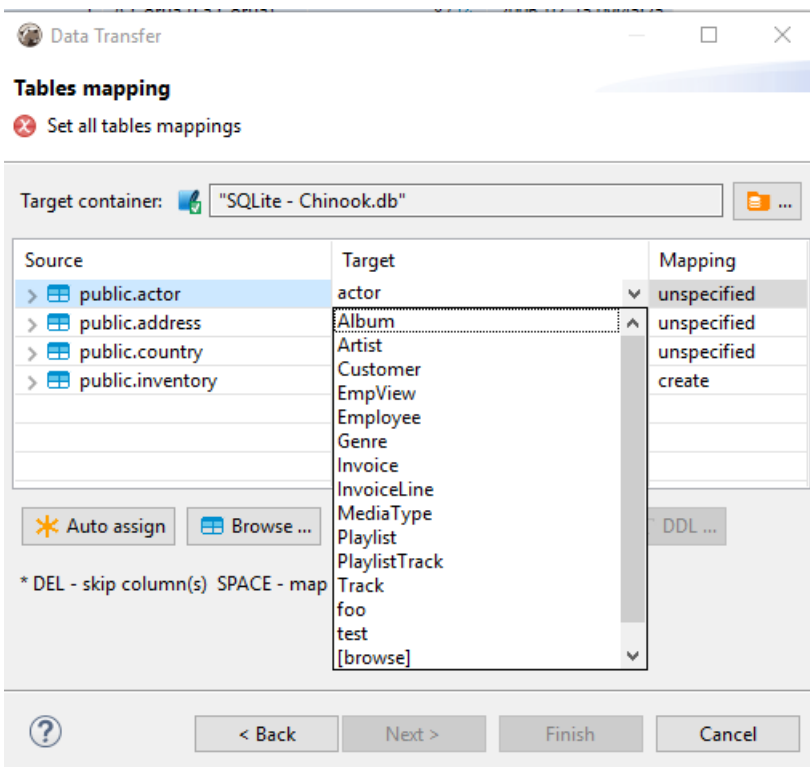 Data Transfer
Tables mapping
Set all tables mappings
Target container: "SQLite - Chinook.db" ...
Source Target Mapping
public.actor actor unspecified
public.address unspecified
public.country unspecified
public.inventory create
Album
Artist
Customer
EmpView
Employee
Genre
Invoice
InvoiceLine
MediaType
Playlist
PlaylistTrack
Track
foo
test
[browse]
Auto assign Browse ... DDL ...
* DEL - skip column(s) SPACE - map
? < Back Next > Finish Cancel